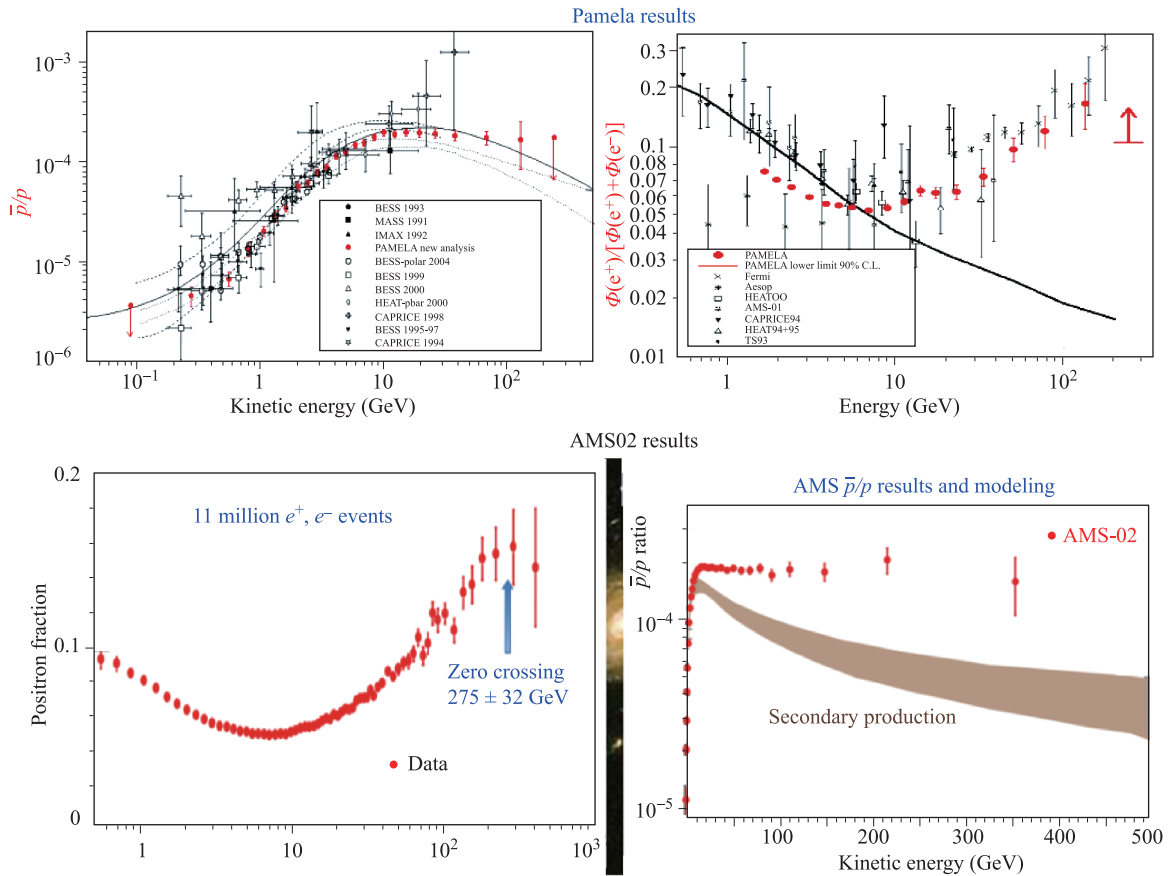 Pamela results
10⁻³
10⁻⁴
10⁻⁵
10⁻⁶
p̅/p
BESS 1993
MASS 1991
IMAX 1992
PAMELA new analysis
BESS-polar 2004
BESS 1999
BESS 2000
HEAT-pbar 2000
CAPRICE 1998
BESS 1995-97
CAPRICE 1994
10⁻¹ 1 10 10²
Kinetic energy (GeV)
Φ(e⁺)/[Φ(e⁺)+Φ(e⁻)]
0.3
0.2
0.1
0.08
0.07
0.06
0.05
0.04
0.03
0.02
0.01
PAMELA
PAMELA lower limit 90% C.L.
Fermi
Aesop
HEATOO
AMS-01
CAPRICE94
HEAT94+95
TS93
1 10 10²
Energy (GeV)
AMS02 results
0.2
0.1
0
Positron fraction
11 million e⁺, e⁻ events
Zero crossing
275 ± 32 GeV
Data
1 10 10² 10³
AMS p̅/p results and modeling
p̅/p ratio
10⁻⁴
10⁻⁵
AMS-02
Secondary production
100 200 300 400 500
Kinetic energy (GeV)